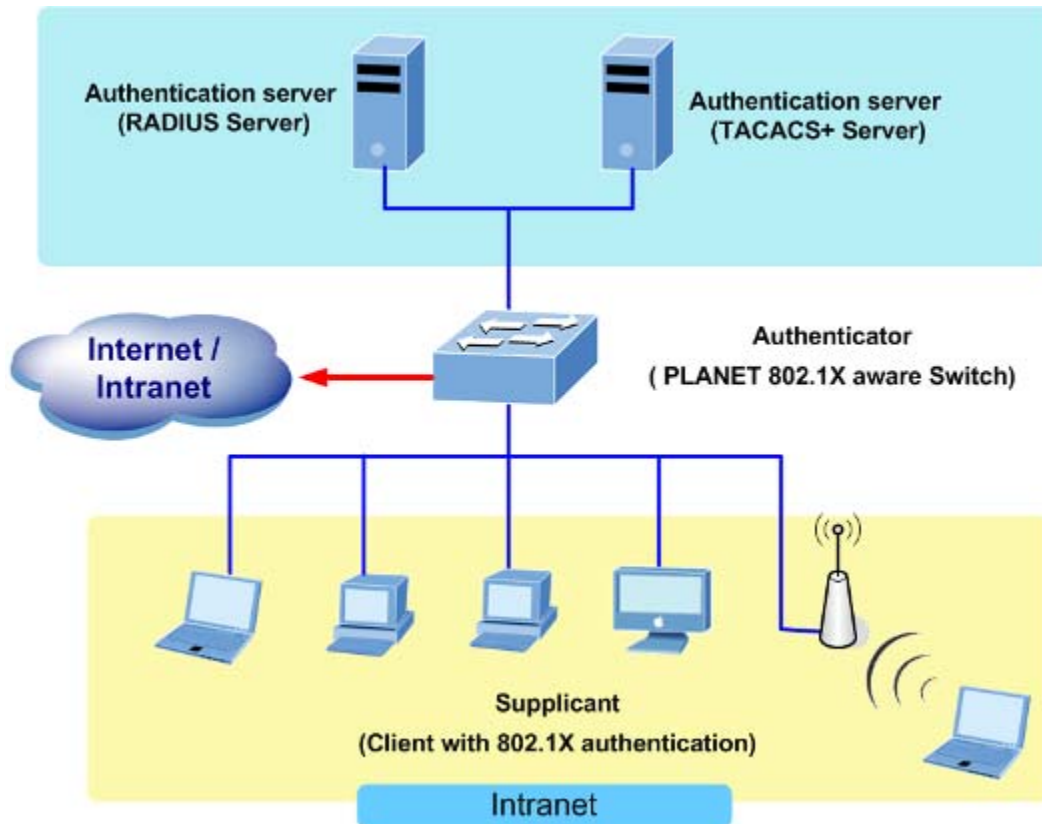 Authentication server
(RADIUS Server)
Authentication server
(TACACS+ Server)
Internet /
Intranet
Authenticator
( PLANET 802.1X aware Switch)
Supplicant
(Client with 802.1X authentication)
Intranet